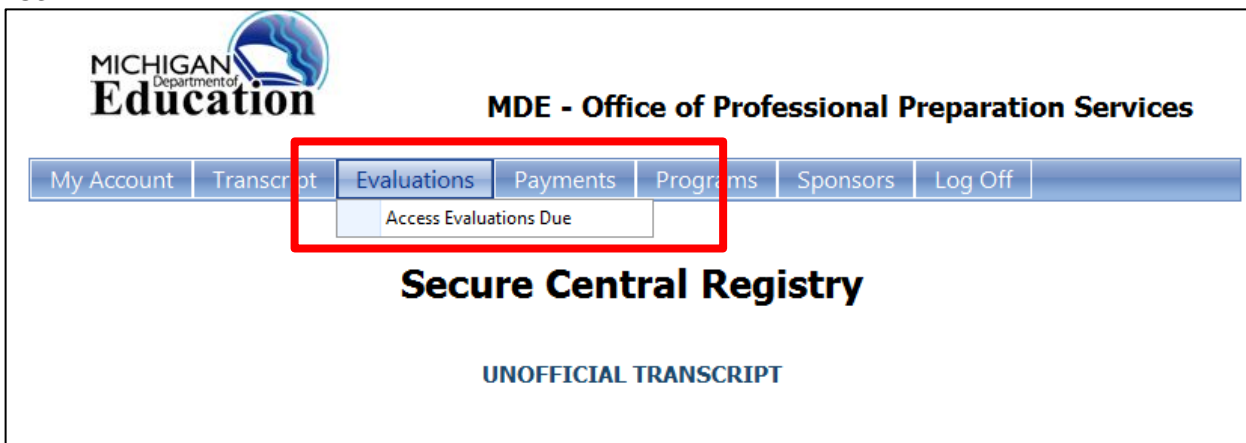 MICHIGAN
Department of
Education
MDE - Office of Professional Preparation Services
My Account Transcript Evaluations Payments Programs Sponsors Log Off
Access Evaluations Due
Secure Central Registry
UNOFFICIAL TRANSCRIPT